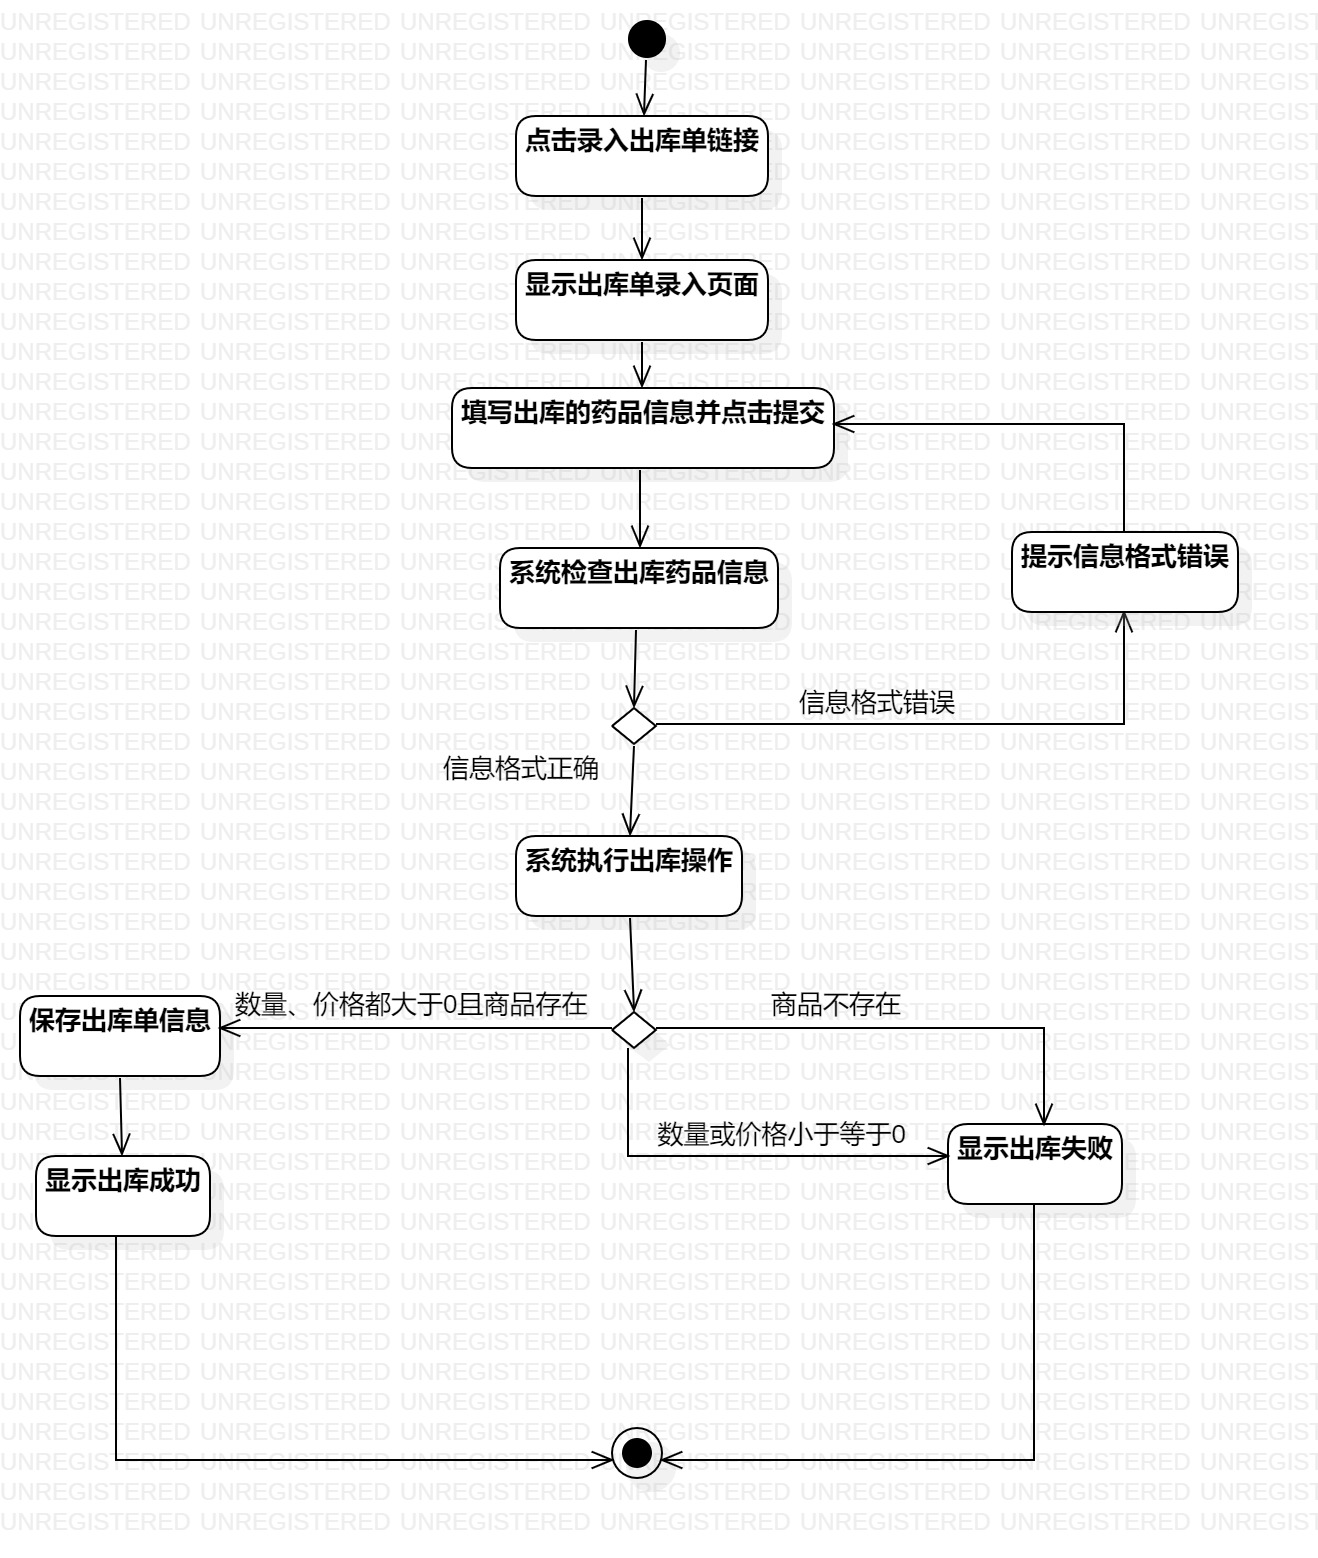 点击录入出库单链接
显示出库单录入页面
填写出库的药品信息并点击提交
系统检查出库药品信息
提示信息格式错误
信息格式错误
信息格式正确
系统执行出库操作
数量、价格都大于0且商品存在
商品不存在
保存出库单信息
数量或价格小于等于0
显示出库失败
显示出库成功